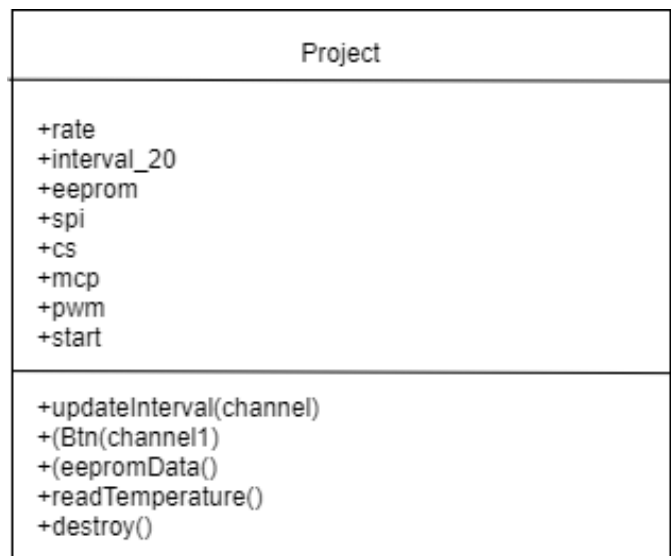 Project
+rate
+interval_20
+eeprom
+spi
+cs
+mcp
+pwm
+start
+updateInterval(channel)
+(Btn(channel1)
+(eepromData()
+readTemperature()
+destroy()